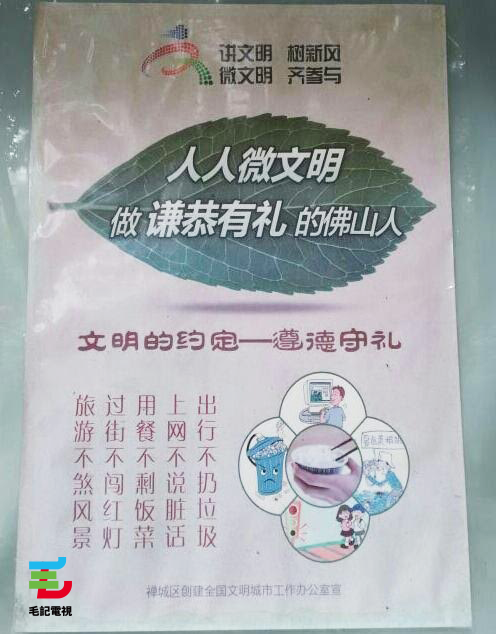 讲文明 树新风
微文明 齐参与
人人微文明
做 谦恭有礼 的佛山人
文明的约定—遵德守礼
出行不扔垃圾
上网不说脏话
用餐不剩饭菜
过街不闯红灯
旅游不煞风景
禅城区创建全国文明城市工作办公室宣
毛記電視